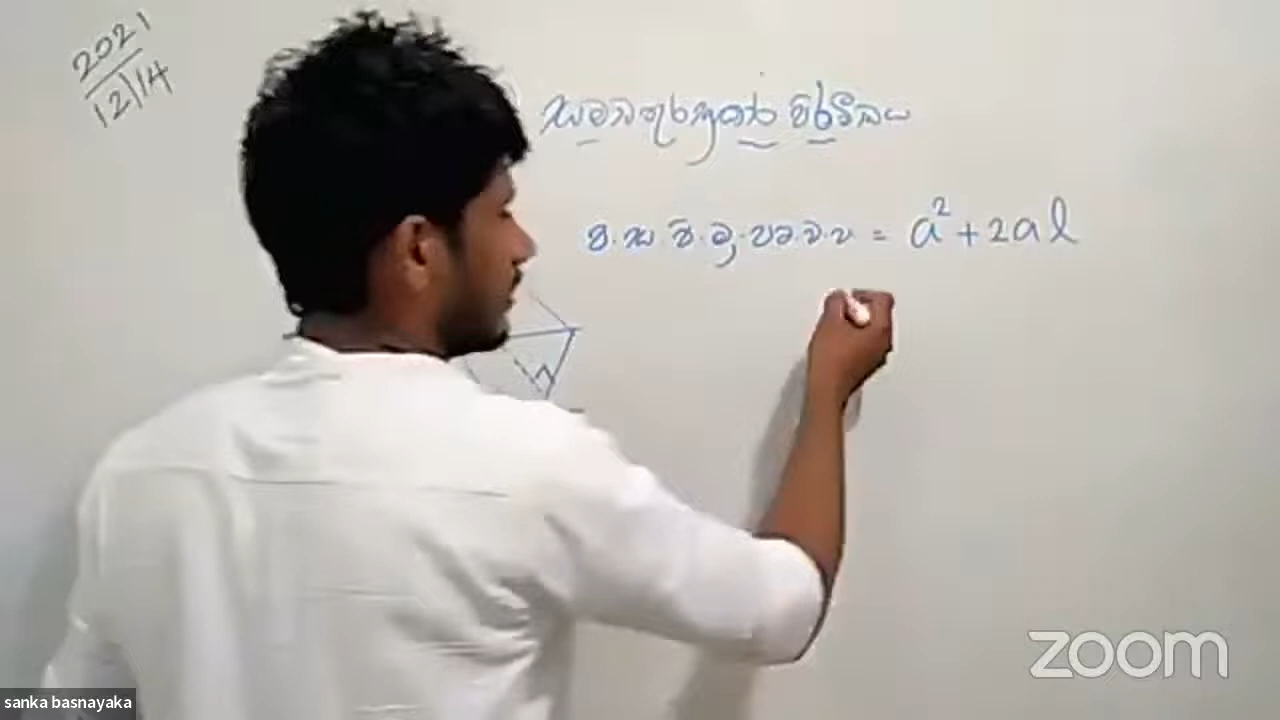 2021
12/14
සමචතුරස්‍රාකාර පිරමීඩය
ස.ස.පි.මු.ප.ව.ව = a² + 2al
zoom
sanka basnayaka